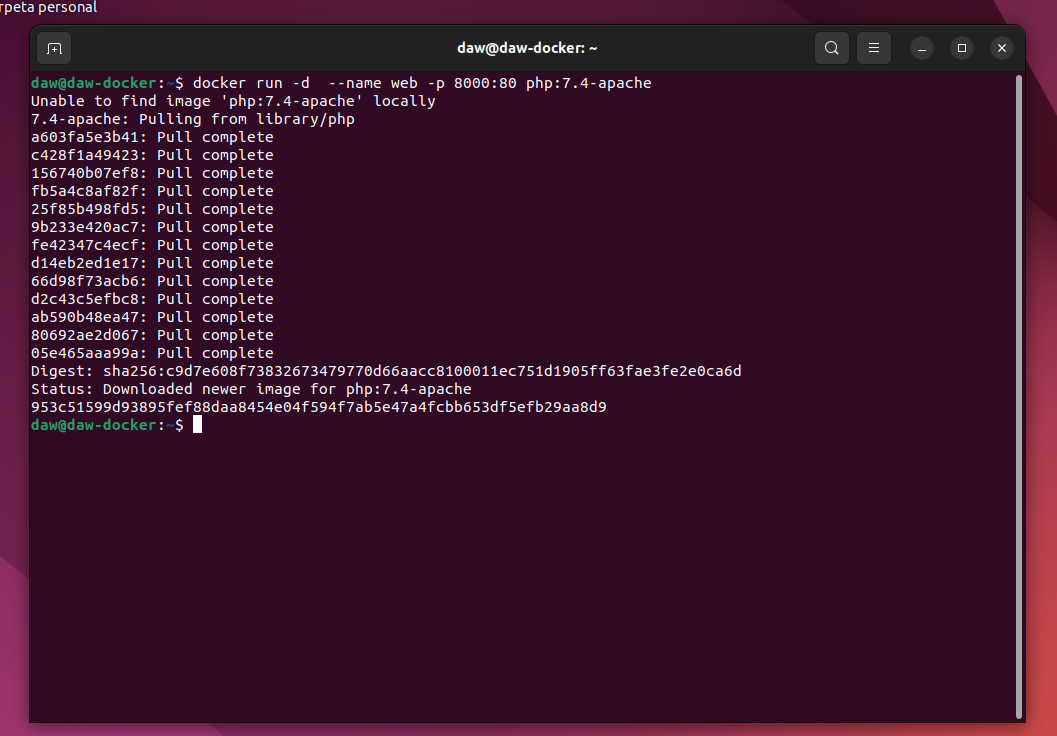 rpeta personal
daw@daw-docker: ~
daw@daw-docker:~$ docker run -d  --name web -p 8000:80 php:7.4-apache
Unable to find image 'php:7.4-apache' locally
7.4-apache: Pulling from library/php
a603fa5e3b41: Pull complete
c428f1a49423: Pull complete
156740b07ef8: Pull complete
fb5a4c8af82f: Pull complete
25f85b498fd5: Pull complete
9b233e420ac7: Pull complete
fe42347c4ecf: Pull complete
d14eb2ed1e17: Pull complete
66d98f73acb6: Pull complete
d2c43c5efbc8: Pull complete
ab590b48ea47: Pull complete
80692ae2d067: Pull complete
05e465aaa99a: Pull complete
Digest: sha256:c9d7e608f73832673479770d66aacc8100011ec751d1905ff63fae3fe2e0ca6d
Status: Downloaded newer image for php:7.4-apache
953c51599d93895fef88daa8454e04f594f7ab5e47a4fcbb653df5efb29aa8d9
daw@daw-docker:~$